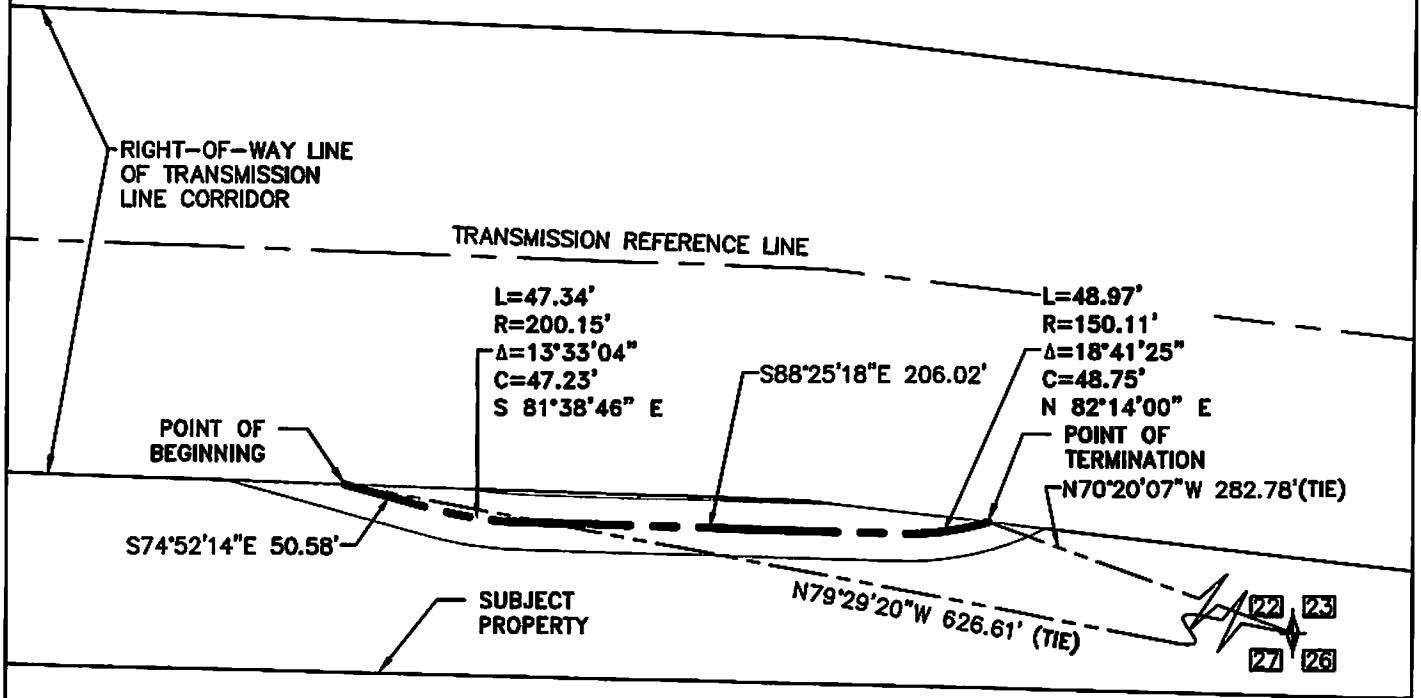 RIGHT-OF-WAY LINE
OF TRANSMISSION
LINE CORRIDOR
TRANSMISSION REFERENCE LINE
L=47.34'
R=200.15'
Δ=13°33'04"
C=47.23'
S 81°38'46" E
S88°25'18"E 206.02'
L=48.97'
R=150.11'
Δ=18°41'25"
C=48.75'
N 82°14'00" E
POINT OF
BEGINNING
POINT OF
TERMINATION
N70°20'07"W 282.78'(TIE)
S74°52'14"E 50.58'
SUBJECT
PROPERTY
N79°29'20"W 626.61' (TIE)
22 23
27 26